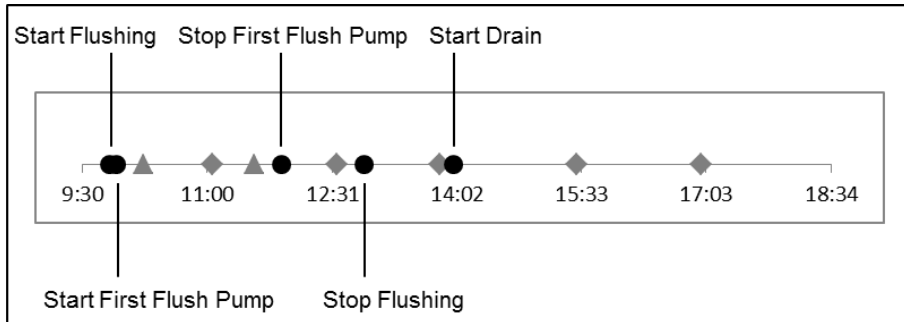 Start Flushing Stop First Flush Pump Start Drain
9:30 11:00 12:31 14:02 15:33 17:03 18:34
Start First Flush Pump Stop Flushing